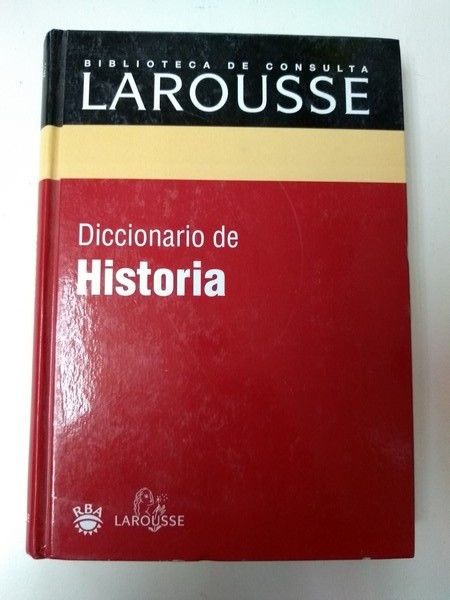 BIBLIOTECA DE CONSULTA
LAROUSSE
Diccionario de
Historia
RBA
LAROUSSE